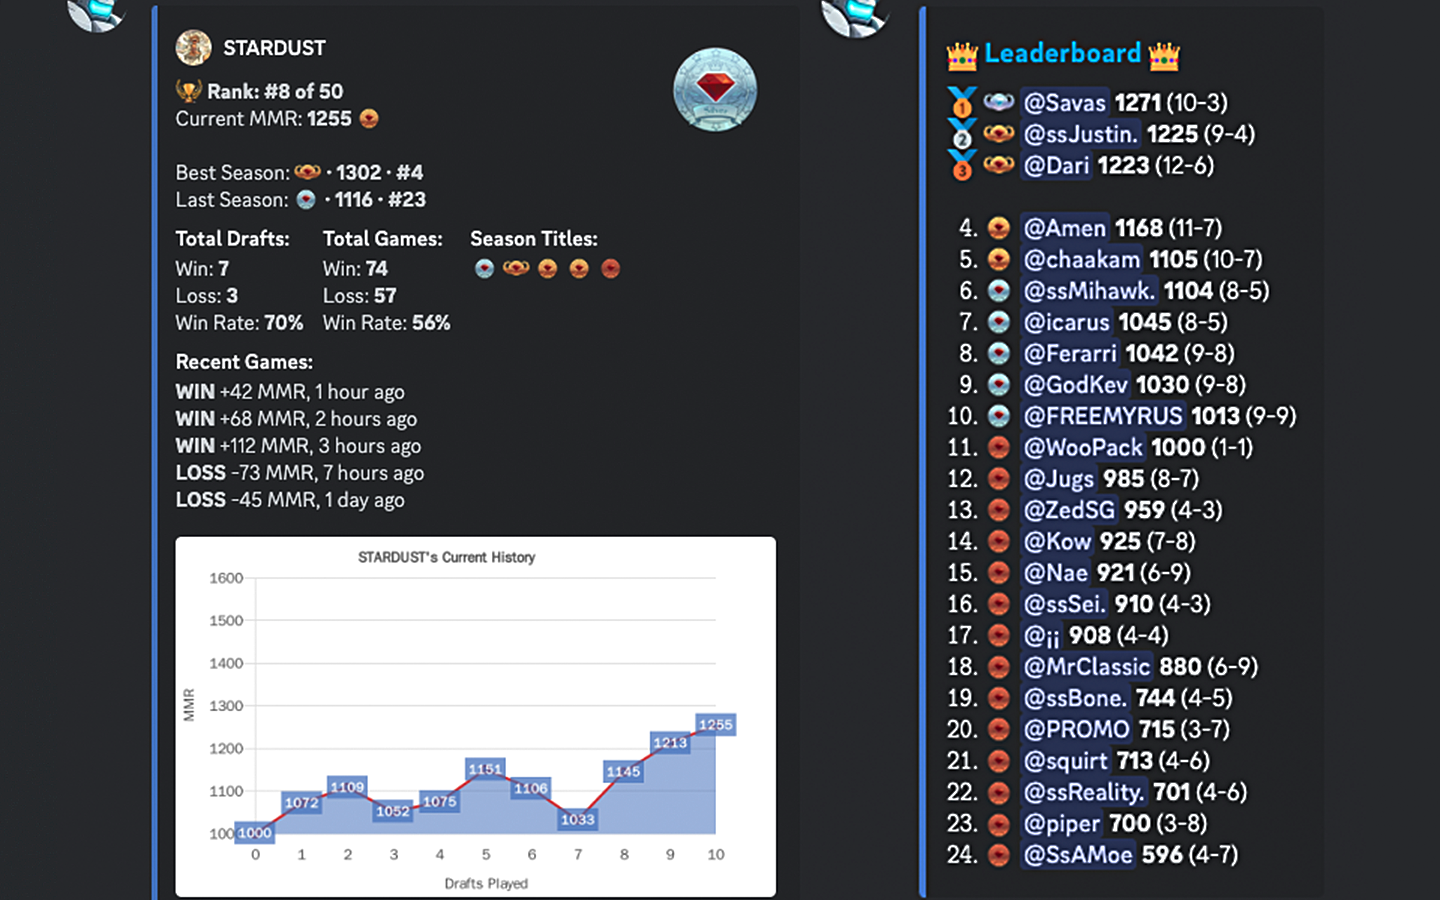 STARDUST
Rank: #8 of 50
Current MMR: 1255
Best Season: · 1302 · #4
Last Season: · 1116 · #23
Total Drafts: Total Games: Season Titles:
Win: 7 Win: 74
Loss: 3 Loss: 57
Win Rate: 70% Win Rate: 56%
Recent Games:
WIN +42 MMR, 1 hour ago
WIN +68 MMR, 2 hours ago
WIN +112 MMR, 3 hours ago
LOSS -73 MMR, 7 hours ago
LOSS -45 MMR, 1 day ago
STARDUST's Current History
1600
1500
1400
1300
1200
1100
1000
MMR
1000 1072 1109 1052 1075 1151 1106 1033 1145 1213 1255
0 1 2 3 4 5 6 7 8 9 10
Drafts Played
Silver
Leaderboard
1 @Savas 1271 (10-3)
2 @ssJustin. 1225 (9-4)
3 @Dari 1223 (12-6)
4. @Amen 1168 (11-7)
5. @chaakam 1105 (10-7)
6. @ssMihawk. 1104 (8-5)
7. @icarus 1045 (8-5)
8. @Ferarri 1042 (9-8)
9. @GodKev 1030 (9-8)
10. @FREEMYRUS 1013 (9-9)
11. @WooPack 1000 (1-1)
12. @Jugs 985 (8-7)
13. @ZedSG 959 (4-3)
14. @Kow 925 (7-8)
15. @Nae 921 (6-9)
16. @ssSei. 910 (4-3)
17. @¡¡ 908 (4-4)
18. @MrClassic 880 (6-9)
19. @ssBone. 744 (4-5)
20. @PROMO 715 (3-7)
21. @squirt 713 (4-6)
22. @ssReality. 701 (4-6)
23. @piper 700 (3-8)
24. @SsAMoe 596 (4-7)